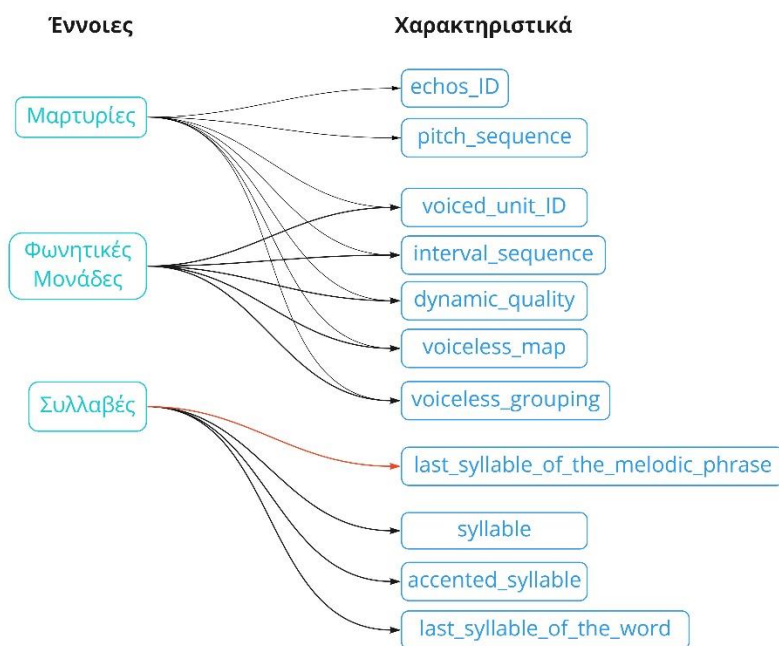 Έννοιες
Χαρακτηριστικά
Μαρτυρίες
Φωνητικές
Μονάδες
Συλλαβές
echos_ID
pitch_sequence
voiced_unit_ID
interval_sequence
dynamic_quality
voiceless_map
voiceless_grouping
last_syllable_of_the_melodic_phrase
syllable
accented_syllable
last_syllable_of_the_word